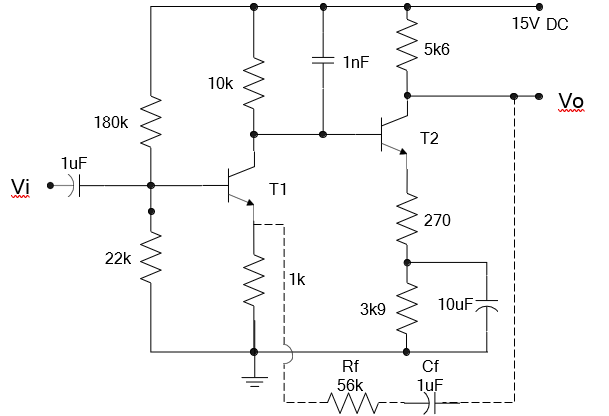 15V DC
5k6
1nF
10k
Vo
180k
T2
1uF
Vi
T1
270
22k
1k
3k9
10uF
Rf
56k
Cf
1uF